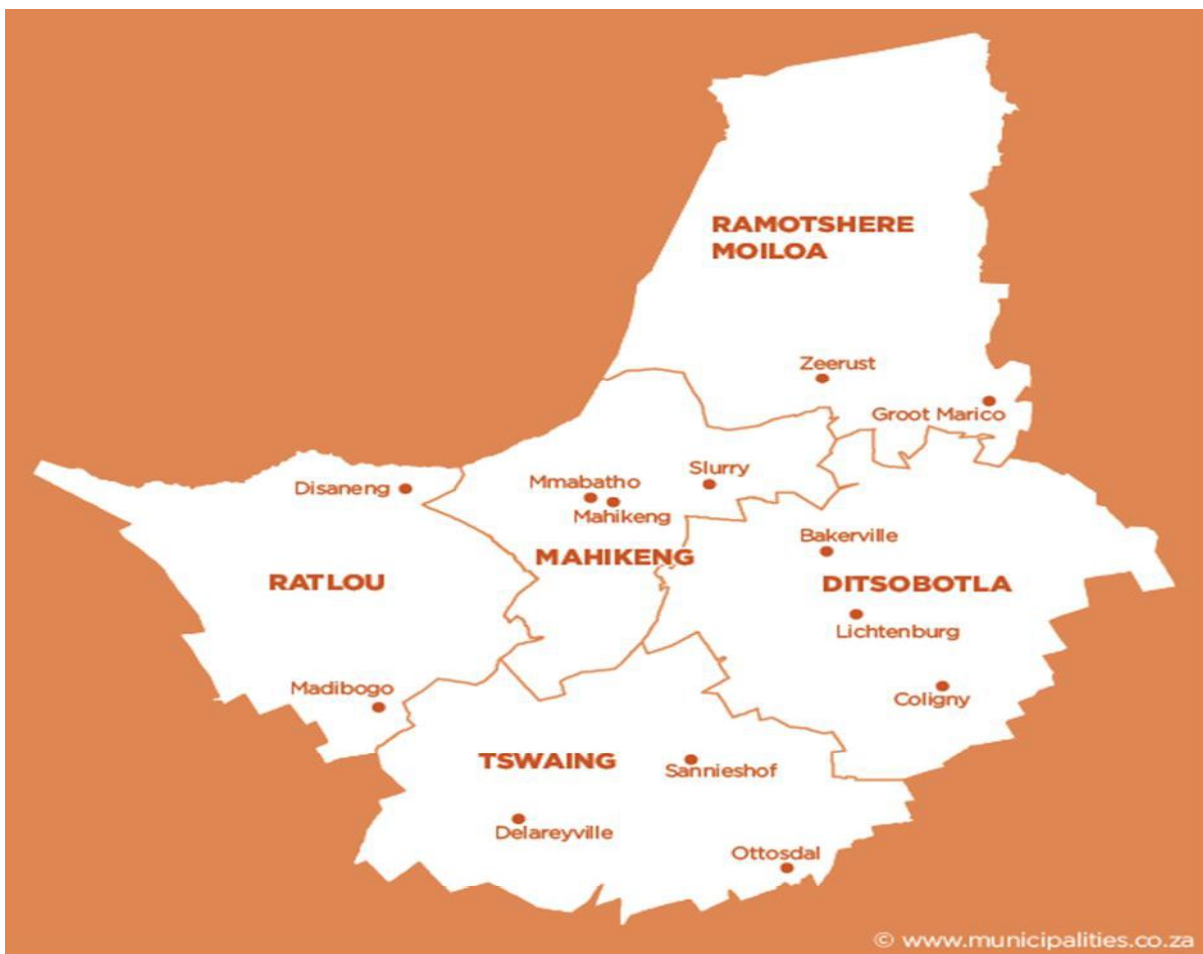 RAMOTSHERE
MOILOA
Zeerust
Groot Marico
Slurry
Mmabatho
Mahikeng
Disaneng
Bakerville
MAHIKENG
RATLOU
DITSOBOTLA
Lichtenburg
Madibogo
Coligny
TSWAING
Sannieshof
Delareyville
Ottosdal
© www.municipalities.co.za